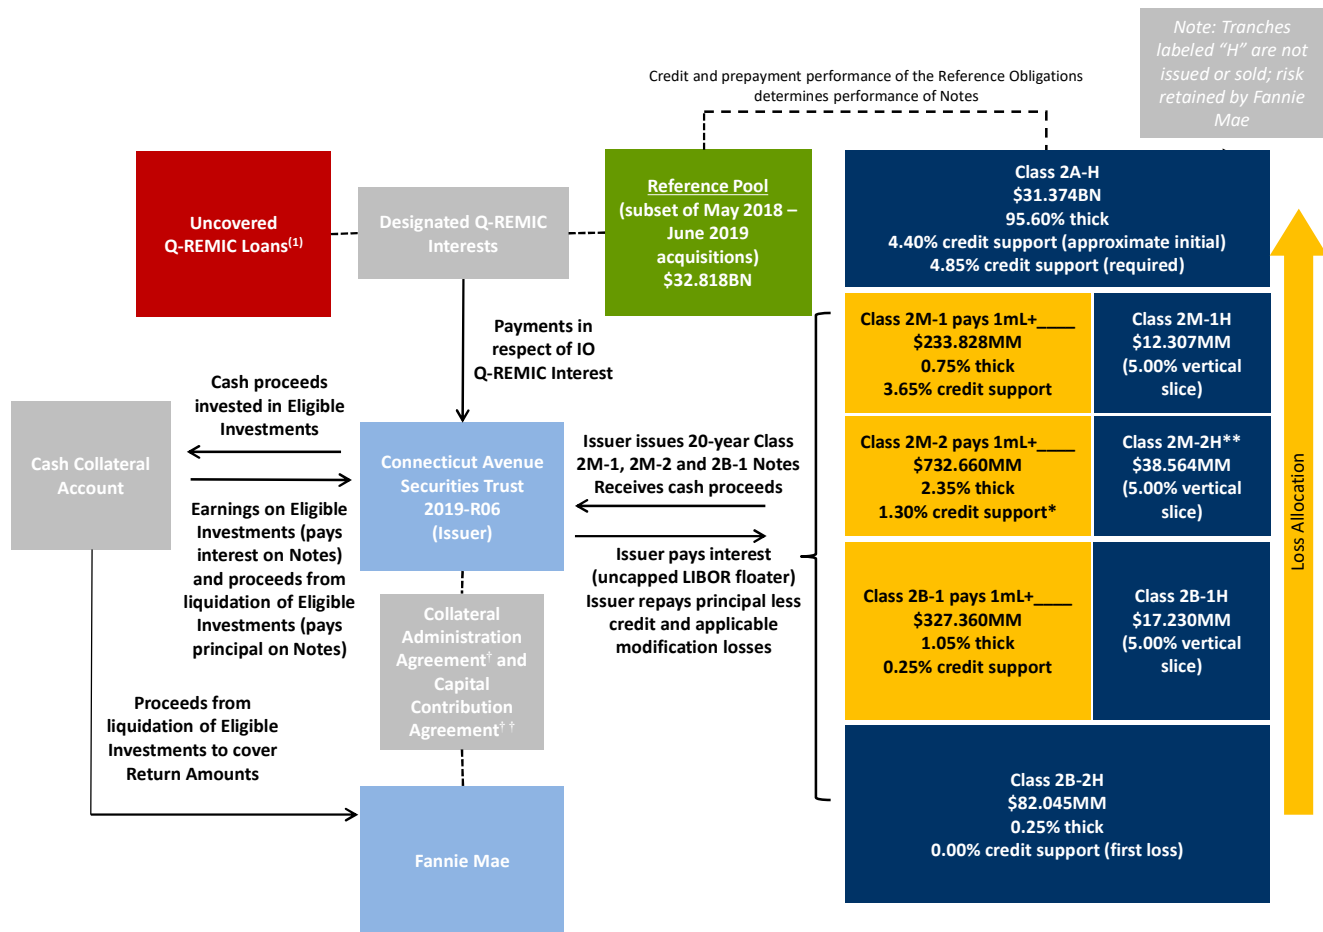 Note: Tranches
labeled “H” are not
issued or sold; risk
retained by Fannie
Mae
Credit and prepayment performance of the Reference Obligations
determines performance of Notes
Uncovered
Q-REMIC Loans(1)
Designated Q-REMIC
Interests
Reference Pool
(subset of May 2018 –
June 2019
acquisitions)
$32.818BN
Class 2A-H
$31.374BN
95.60% thick
4.40% credit support (approximate initial)
4.85% credit support (required)
Payments in
respect of IO
Q-REMIC Interest
Class 2M-1 pays 1mL+____
$233.828MM
0.75% thick
3.65% credit support
Class 2M-1H
$12.307MM
(5.00% vertical
slice)
Cash proceeds
invested in Eligible
Investments
Cash Collateral
Account
Connecticut Avenue
Securities Trust
2019-R06
(Issuer)
Issuer issues 20-year Class
2M-1, 2M-2 and 2B-1 Notes
Receives cash proceeds
Class 2M-2 pays 1mL+____
$732.660MM
2.35% thick
1.30% credit support*
Class 2M-2H**
$38.564MM
(5.00% vertical
slice)
Loss Allocation
Earnings on Eligible
Investments (pays
interest on Notes)
and proceeds from
liquidation of Eligible
Investments (pays
principal on Notes)
Issuer pays interest
(uncapped LIBOR floater)
Issuer repays principal less
credit and applicable
modification losses
Class 2B-1 pays 1mL+____
$327.360MM
1.05% thick
0.25% credit support
Class 2B-1H
$17.230MM
(5.00% vertical
slice)
Collateral
Administration
Agreement† and
Capital
Contribution
Agreement† †
Proceeds from
liquidation of Eligible
Investments to cover
Return Amounts
Class 2B-2H
$82.045MM
0.25% thick
0.00% credit support (first loss)
Fannie Mae